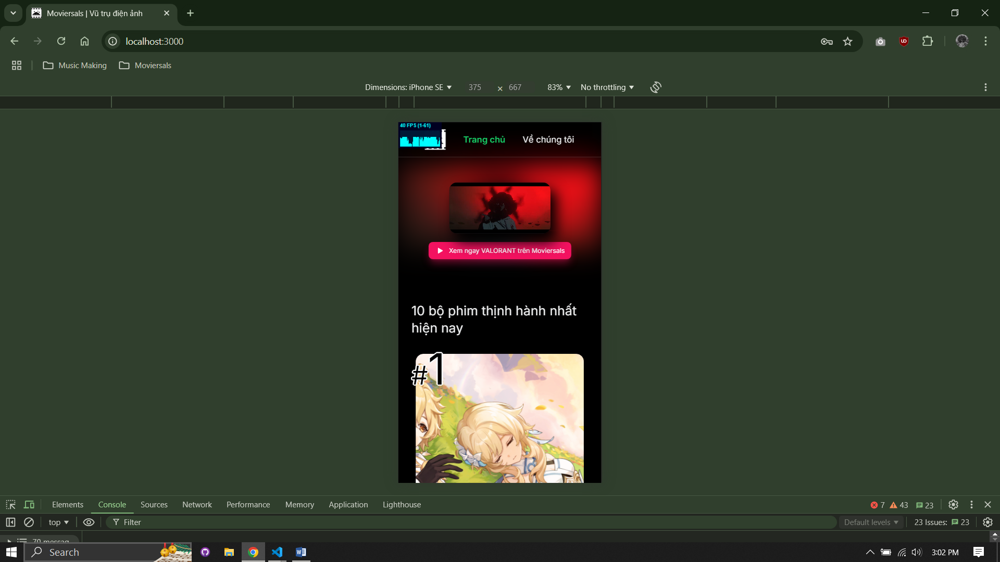 Moviersals | Vũ trụ điện ảnh
localhost:3000
Music Making
Moviersals
Dimensions: iPhone SE
375 × 667
83%
No throttling
40 FPS (1-61)
Trang chủ
Về chúng tôi
Xem ngay VALORANT trên Moviersals
10 bộ phim thịnh hành nhất
hiện nay
#1
Elements
Console
Sources
Network
Performance
Memory
Application
Lighthouse
7
43
23
top
Filter
Default levels
23 Issues:
23
70 messag
Search
3:02 PM